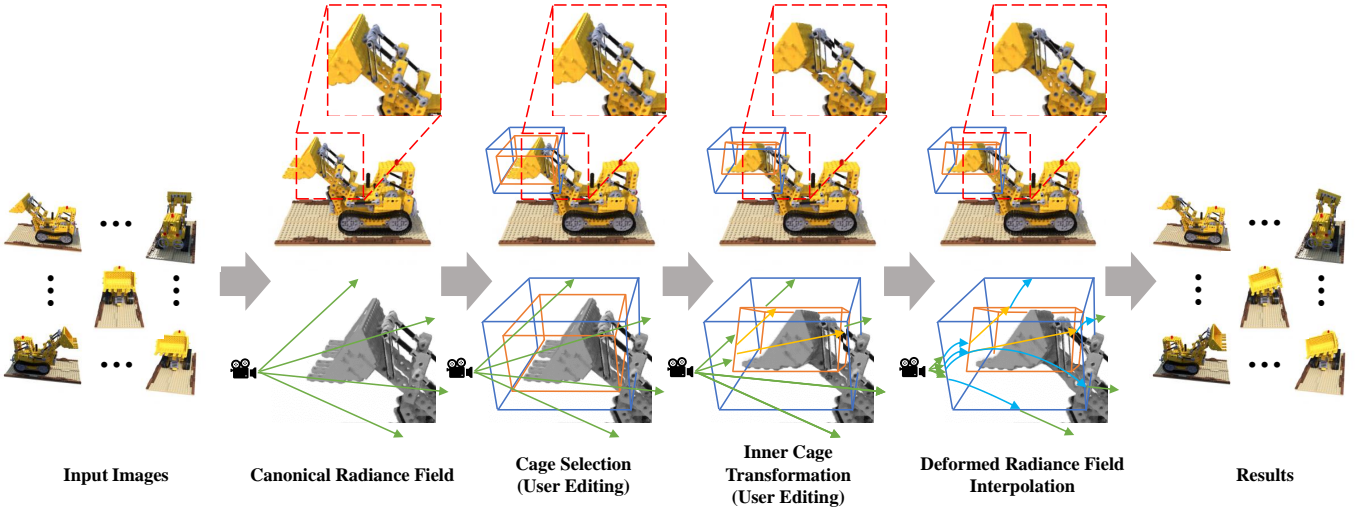 Input Images
Canonical Radiance Field
Cage Selection
(User Editing)
Inner Cage
Transformation
(User Editing)
Deformed Radiance Field
Interpolation
Results